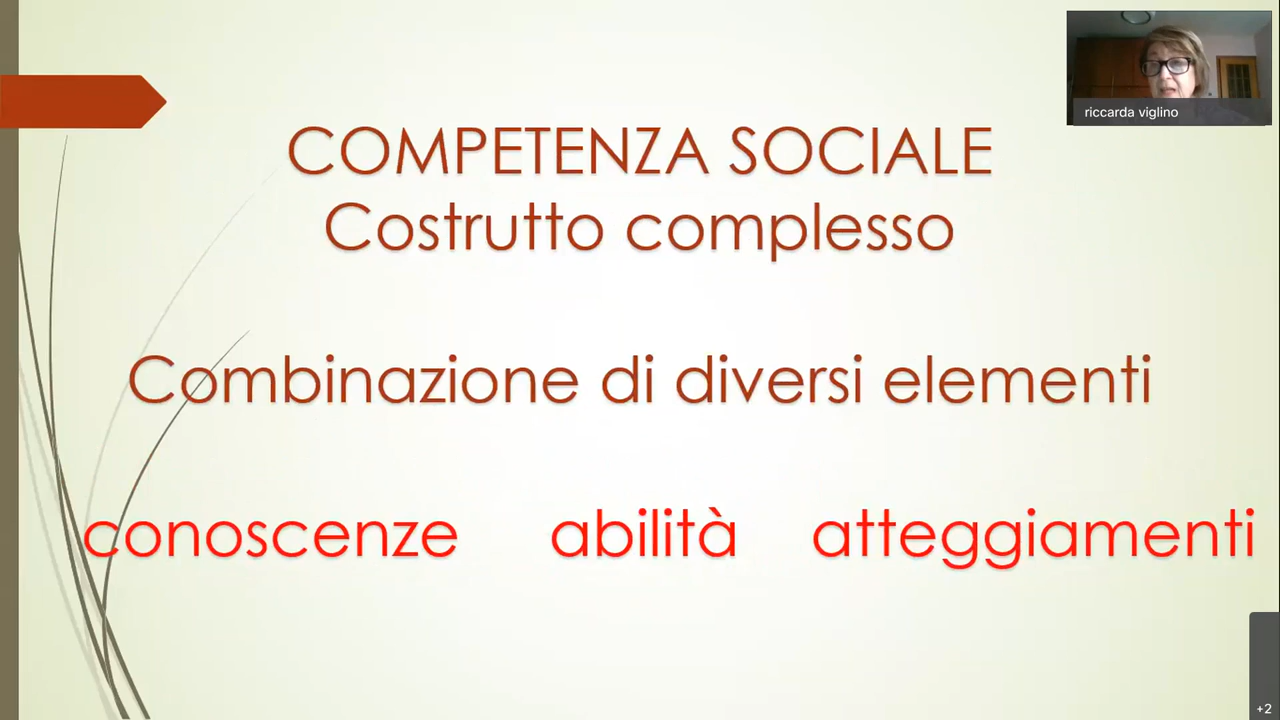 riccarda viglino
COMPETENZA SOCIALE
Costrutto complesso
Combinazione di diversi elementi
conoscenze abilità atteggiamenti
+2